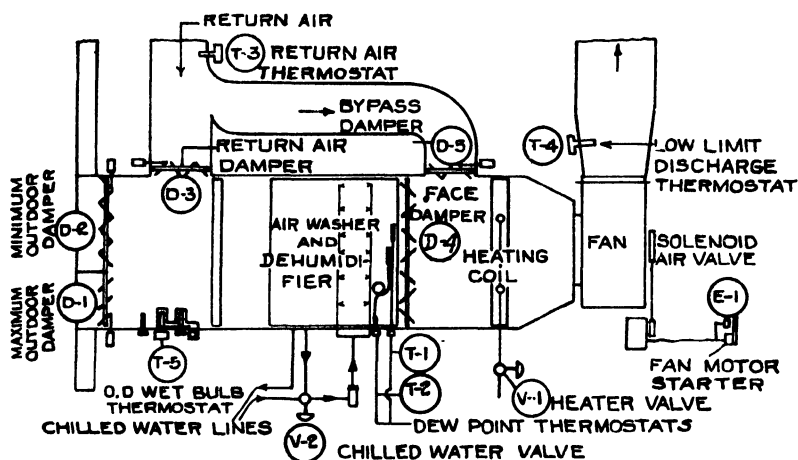 RETURN AIR
T-3
RETURN AIR
THERMOSTAT
BYPASS
DAMPER
D-5
RETURN AIR
DAMPER
D-3
T-4
LOW LIMIT
DISCHARGE
THERMOSTAT
MINIMUM
OUTDOOR
DAMPER
D-2
MAXIMUM
OUTDOOR
DAMPER
D-1
AIR WASHER
AND
DEHUMIDI-
FIER
FACE
DAMPER
D-4
HEATING
COIL
FAN
SOLENOID
AIR VALVE
E-1
FAN MOTOR
STARTER
T-5
O.D WET BULB
THERMOSTAT
CHILLED WATER LINES
V-2
CHILLED WATER VALVE
T-1
T-2
DEW POINT THERMOSTATS
V-1
HEATER VALVE